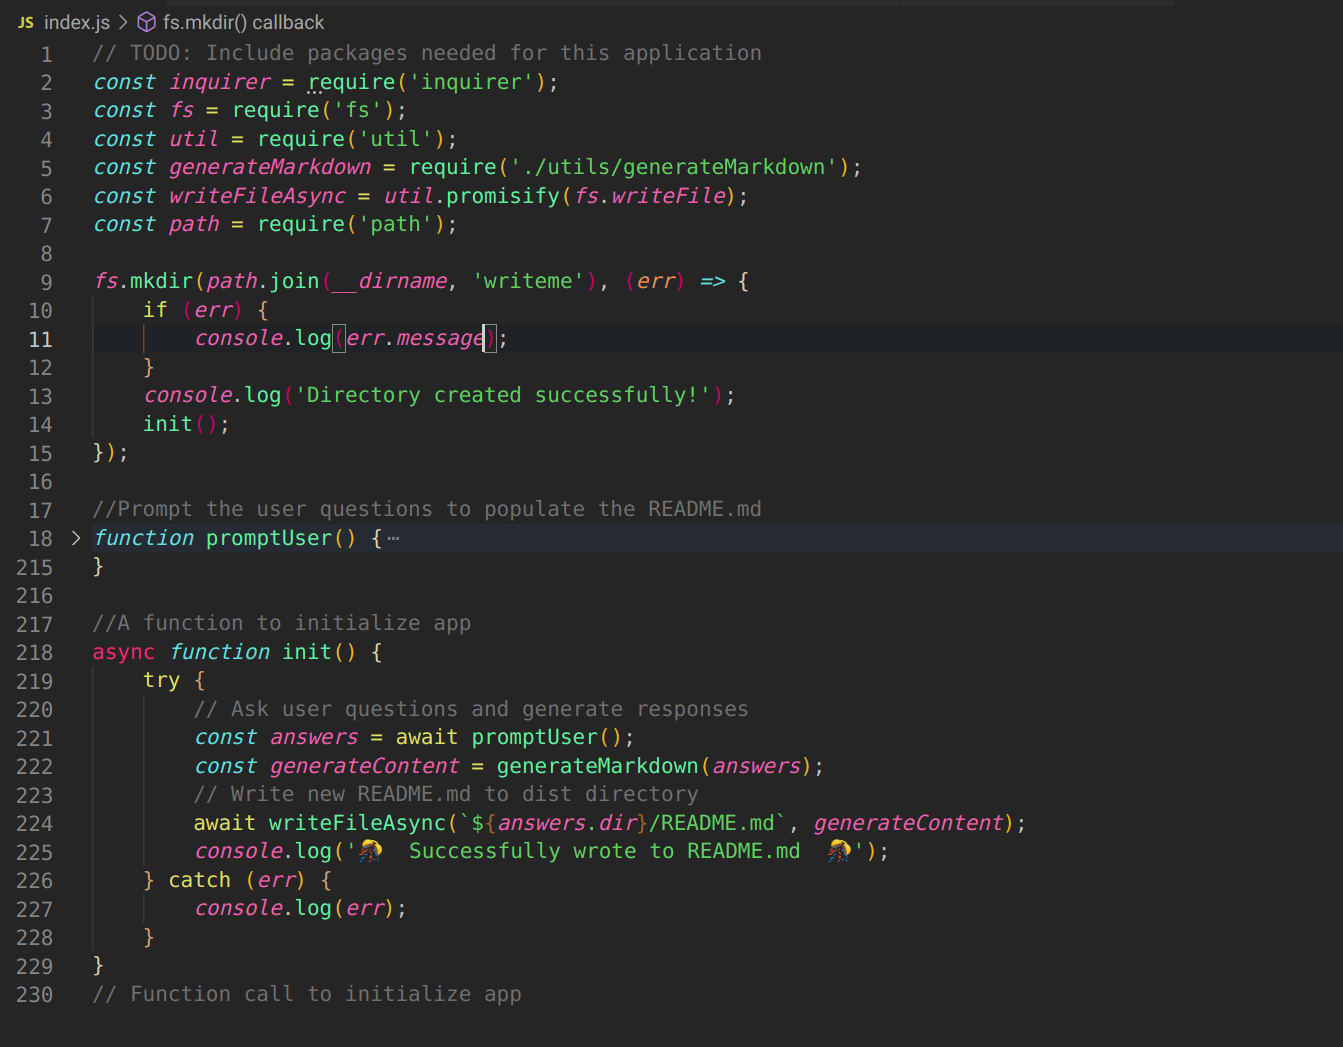 JS index.js > fs.mkdir() callback
1 // TODO: Include packages needed for this application
2 const inquirer = require('inquirer');
3 const fs = require('fs');
4 const util = require('util');
5 const generateMarkdown = require('./utils/generateMarkdown');
6 const writeFileAsync = util.promisify(fs.writeFile);
7 const path = require('path');
8
9 fs.mkdir(path.join(__dirname, 'writeme'), (err) => {
10     if (err) {
11         console.log(err.message);
12     }
13     console.log('Directory created successfully!');
14     init();
15 });
16
17 //Prompt the user questions to populate the README.md
18 > function promptUser() { ⋯
215 }
216
217 //A function to initialize app
218 async function init() {
219     try {
220         // Ask user questions and generate responses
221         const answers = await promptUser();
222         const generateContent = generateMarkdown(answers);
223         // Write new README.md to dist directory
224         await writeFileAsync(`${answers.dir}/README.md`, generateContent);
225         console.log('🎊  Successfully wrote to README.md  🎊');
226     } catch (err) {
227         console.log(err);
228     }
229 }
230 // Function call to initialize app